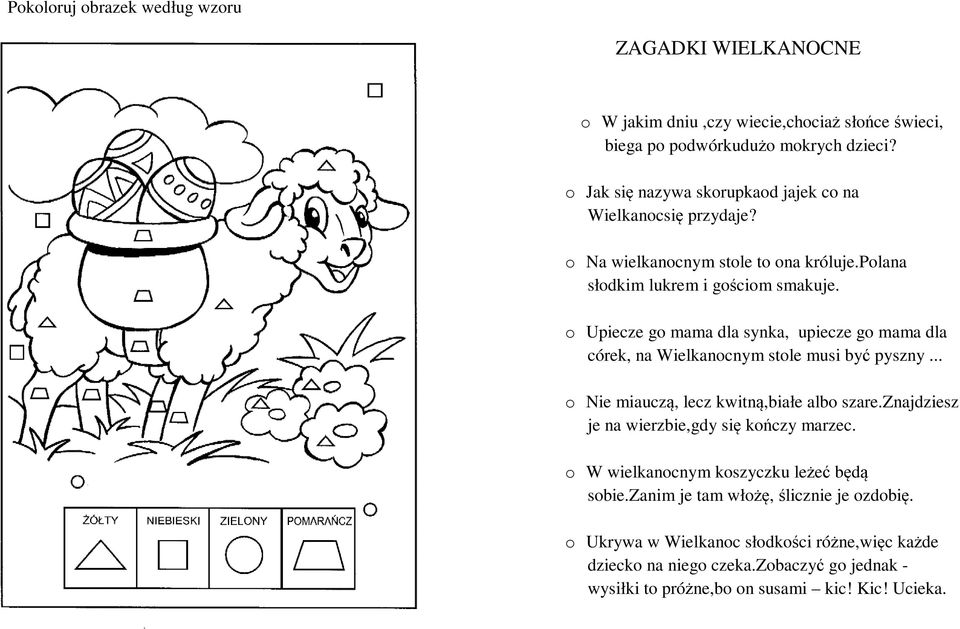 Pokoloruj obrazek według wzoru
ZAGADKI WIELKANOCNE
o W jakim dniu ,czy wiecie,chociaż słońce świeci,
biega po podwórkudużo mokrych dzieci?
o Jak się nazywa skorupkaod jajek co na
Wielkanocsię przydaje?
o Na wielkanocnym stole to ona króluje.Polana
słodkim lukrem i gościom smakuje.
o Upiecze go mama dla synka, upiecze go mama dla
córek, na Wielkanocnym stole musi być pyszny ...
o Nie miauczą, lecz kwitną,białe albo szare.Znajdziesz
je na wierzbie,gdy się kończy marzec.
o W wielkanocnym koszyczku leżeć będą
sobie.Zanim je tam włożę, ślicznie je ozdobię.
o Ukrywa w Wielkanoc słodkości różne,więc każde
dziecko na niego czeka.Zobaczyć go jednak -
wysiłki to próżne,bo on susami – kic! Kic! Ucieka.
ŻÓŁTY NIEBIESKI ZIELONY POMARAŃCZ